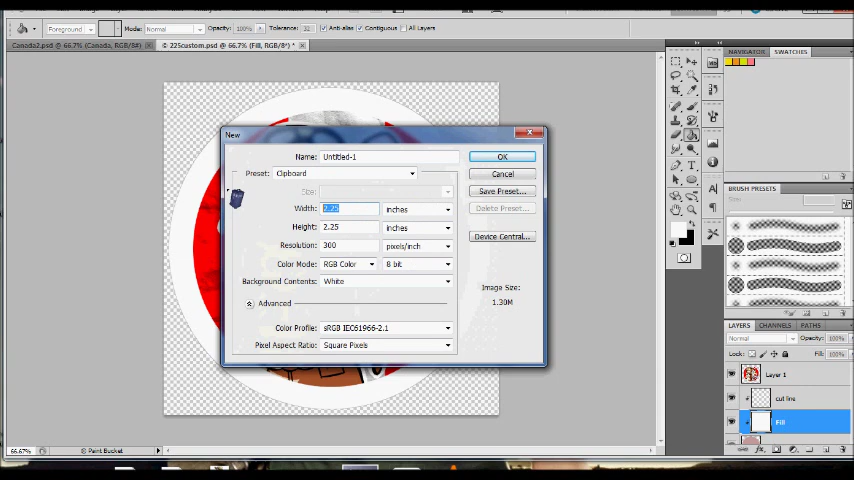 Foreground
Mode: Normal
Opacity: 100%
Tolerance: 32
Anti-alias
Contiguous
All Layers
Canada2.psd @ 66.7% (Canada, RGB/8#)
© 225custom.psd @ 66.7% (Fill, RGB/8*) *
NAVIGATOR SWATCHES
New
Name: Untitled-1
OK
Preset: Clipboard
Cancel
Size:
Save Preset...
Width: 2.25 inches
Delete Preset...
Height: 2.25 inches
Resolution: 300 pixels/inch
Device Central...
Color Mode: RGB Color 8 bit
Background Contents: White
Image Size:
1.30M
Advanced
Color Profile: sRGB IEC61966-2.1
Pixel Aspect Ratio: Square Pixels
BRUSH PRESETS
Size:
LAYERS CHANNELS PATHS
Normal Opacity: 100%
Lock: Fill: 100%
Layer 1
cut line
Fill
66.67% Paint Bucket